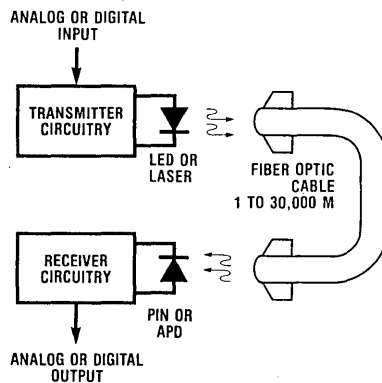 ANALOG OR DIGITAL
INPUT
TRANSMITTER
CIRCUITRY
LED OR
LASER
FIBER OPTIC
CABLE
1 TO 30,000 M
RECEIVER
CIRCUITRY
PIN OR
APD
ANALOG OR DIGITAL
OUTPUT